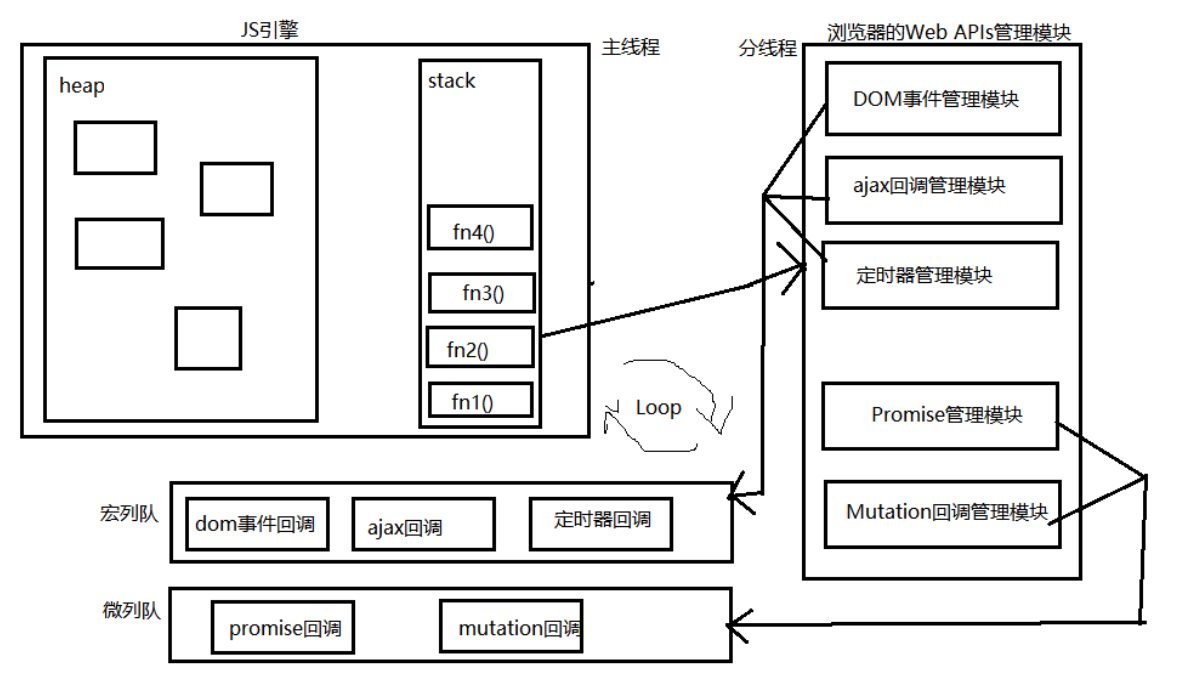 JS引擎
主线程
heap
stack
fn4()
fn3()
fn2()
fn1()
Loop
分线程
浏览器的Web APIs管理模块
DOM事件管理模块
ajax回调管理模块
定时器管理模块
Promise管理模块
Mutation回调管理模块
宏列队
dom事件回调
ajax回调
定时器回调
微列队
promise回调
mutation回调